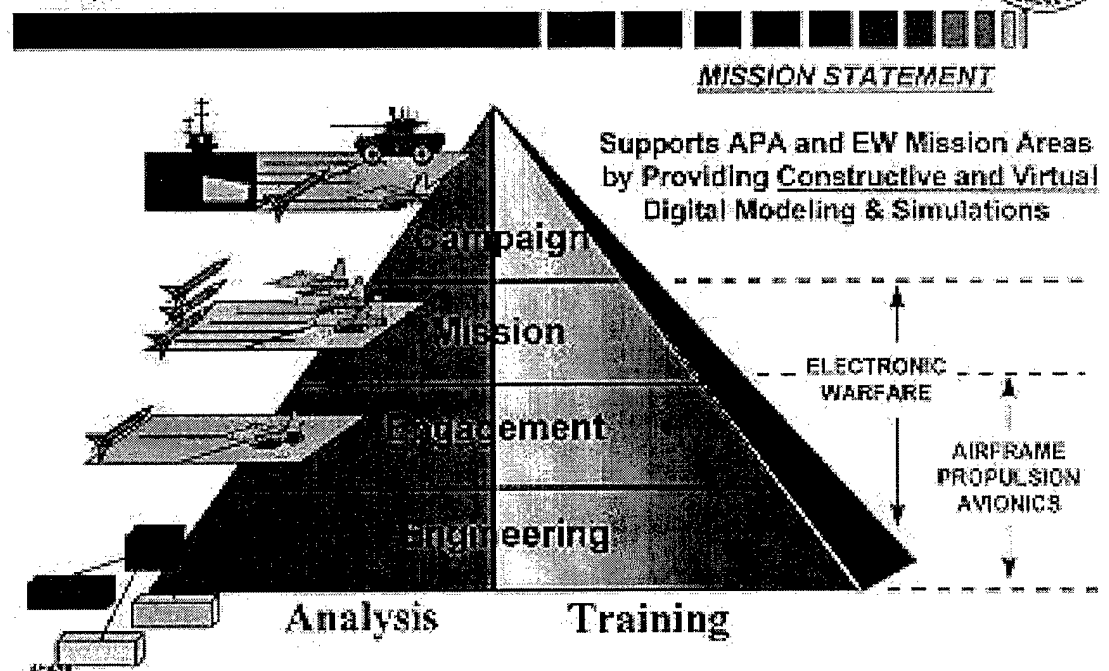 MISSION STATEMENT
Supports APA and EW Mission Areas
by Providing Constructive and Virtual
Digital Modeling & Simulations
Campaign
Mission
Engagement
Engineering
ELECTRONIC
WARFARE
AIRFRAME
PROPULSION
AVIONICS
Analysis Training